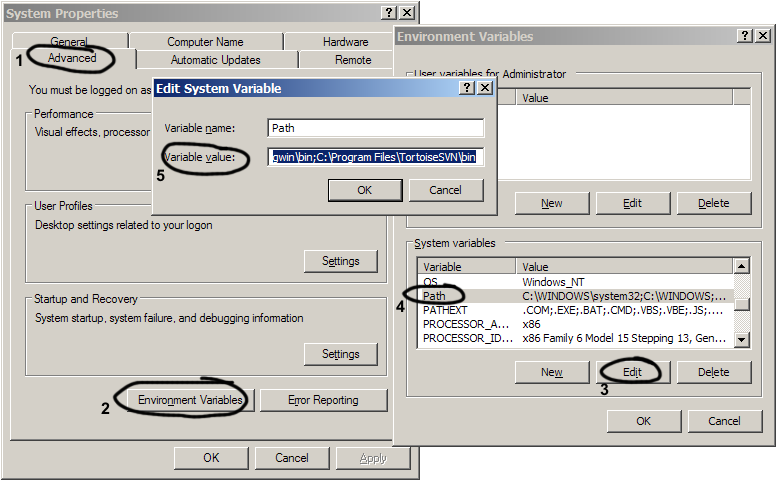 System Properties
General
Computer Name
Hardware
1
Advanced
Automatic Updates
Remote
You must be logged on as
Perfomance
Visual effects, processor
User Profiles
Desktop settings related to your logon
Settings
Startup and Recovery
System startup, system failure, and debugging information
Settings
2
Environment Variables
Error Reporting
OK
Cancel
Apply
Edit System Variable
Variable name:
Path
Variable value:
gwin\bin;C:\Program Files\TortoiseSVN\bin
5
OK
Cancel
Environment Variables
User variables for Administrator
Value
New
Edit
Delete
System variables
Variable
Value
OS
Windows_NT
4
Path
C:\WINDOWS\system32;C:\WINDOWS;...
PATHEXT
.COM;.EXE;.BAT;.CMD;.VBS;.VBE;.JS;...
PROCESSOR_A...
x86
PROCESSOR_ID...
x86 Family 6 Model 15 Stepping 13, Gen...
New
Edit
Delete
3
OK
Cancel